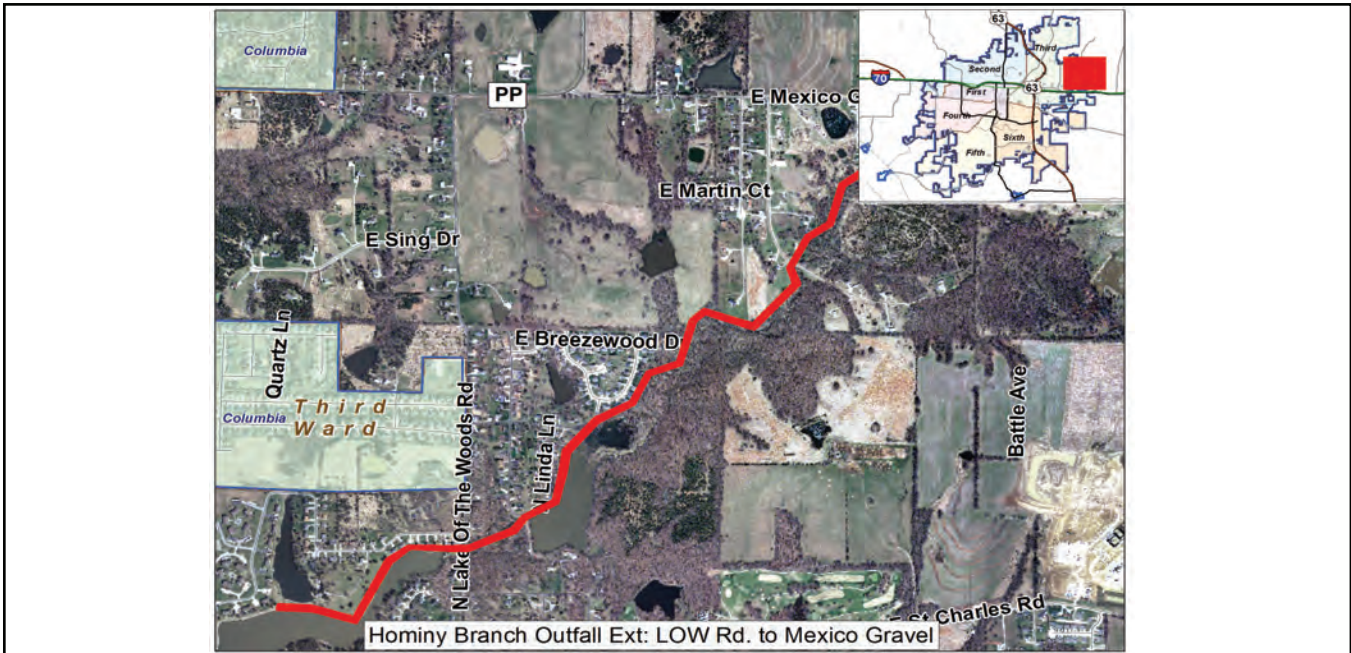 Columbia
PP
E Mexico G
E Martin Ct
E Sing Dr
E Breezewood Dr
Quartz Ln
Columbia
Third
Ward
N Lake Of The Woods Rd
N Linda Ln
Battle Ave
St Charles Rd
Hominy Branch Outfall Ext: LOW Rd. to Mexico Gravel
63
Third
Second
70
63
First
Fourth
Sixth
Fifth